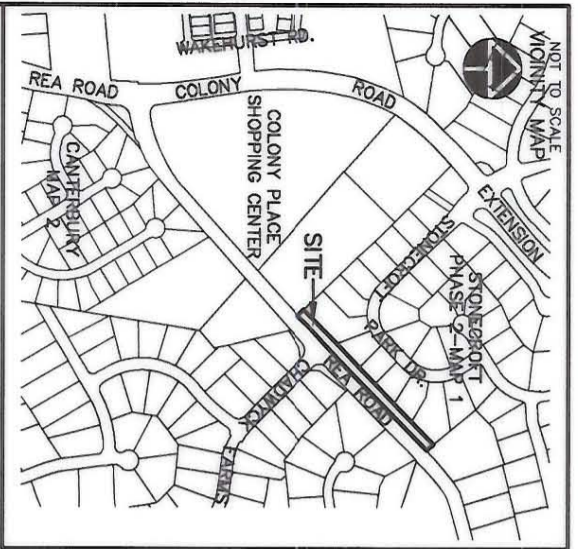 NOT TO SCALE
VICINITY MAP
WAKEHURST RD.
REA ROAD
COLONY
ROAD
EXTENSION
COLONY PLACE
SHOPPING CENTER
CANTERBURY
MAP 2
STONECROFT
PARK DR.
STONECROFT
PHASE 2-MAP 1
SITE
REA ROAD
CHADWYCK
FARMS